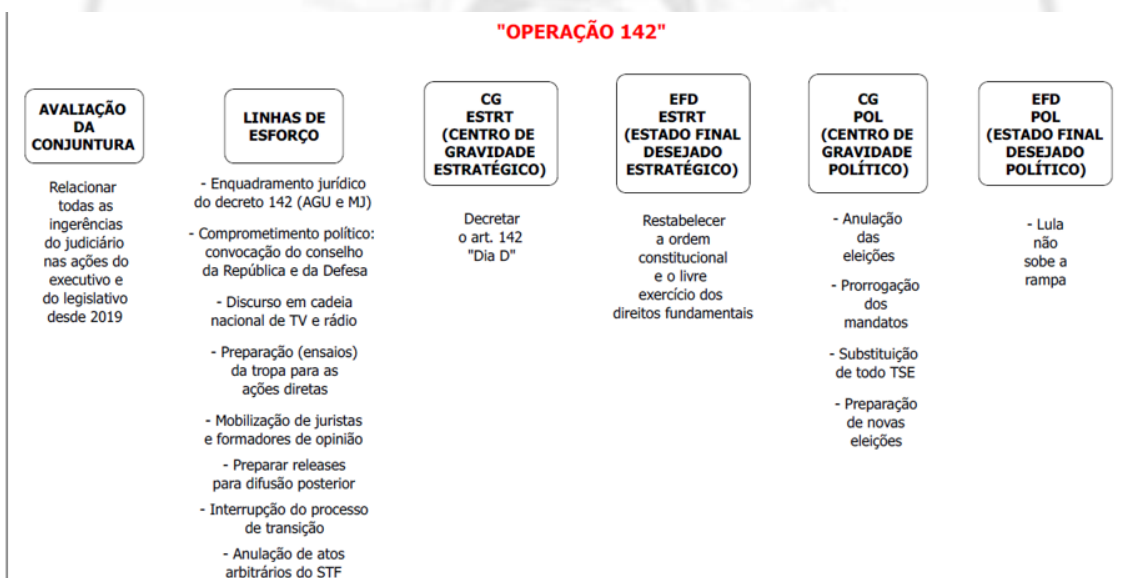 "OPERAÇÃO 142"
AVALIAÇÃO
DA
CONJUNTURA
Relacionar
todas as
ingerências
do judiciário
nas ações do
executivo e
do legislativo
desde 2019
LINHAS DE
ESFORÇO
- Enquadramento jurídico
do decreto 142 (AGU e MJ)
- Comprometimento político:
convocação do conselho
da República e da Defesa
- Discurso em cadeia
nacional de TV e rádio
- Preparação (ensaios)
da tropa para as
ações diretas
- Mobilização de juristas
e formadores de opinião
- Preparar releases
para difusão posterior
- Interrupção do processo
de transição
- Anulação de atos
arbitrários do STF
CG
ESTRT
(CENTRO DE
GRAVIDADE
ESTRATÉGICO)
Decretar
o art. 142
"Dia D"
EFD
ESTRT
(ESTADO FINAL
DESEJADO
ESTRATÉGICO)
Restabelecer
a ordem
constitucional
e o livre
exercício dos
direitos fundamentais
CG
POL
(CENTRO DE
GRAVIDADE
POLÍTICO)
- Anulação
das
eleições
- Prorrogação
dos
mandatos
- Substituição
de todo TSE
- Preparação
de novas
eleições
EFD
POL
(ESTADO FINAL
DESEJADO
POLÍTICO)
- Lula
não
sobe a
rampa